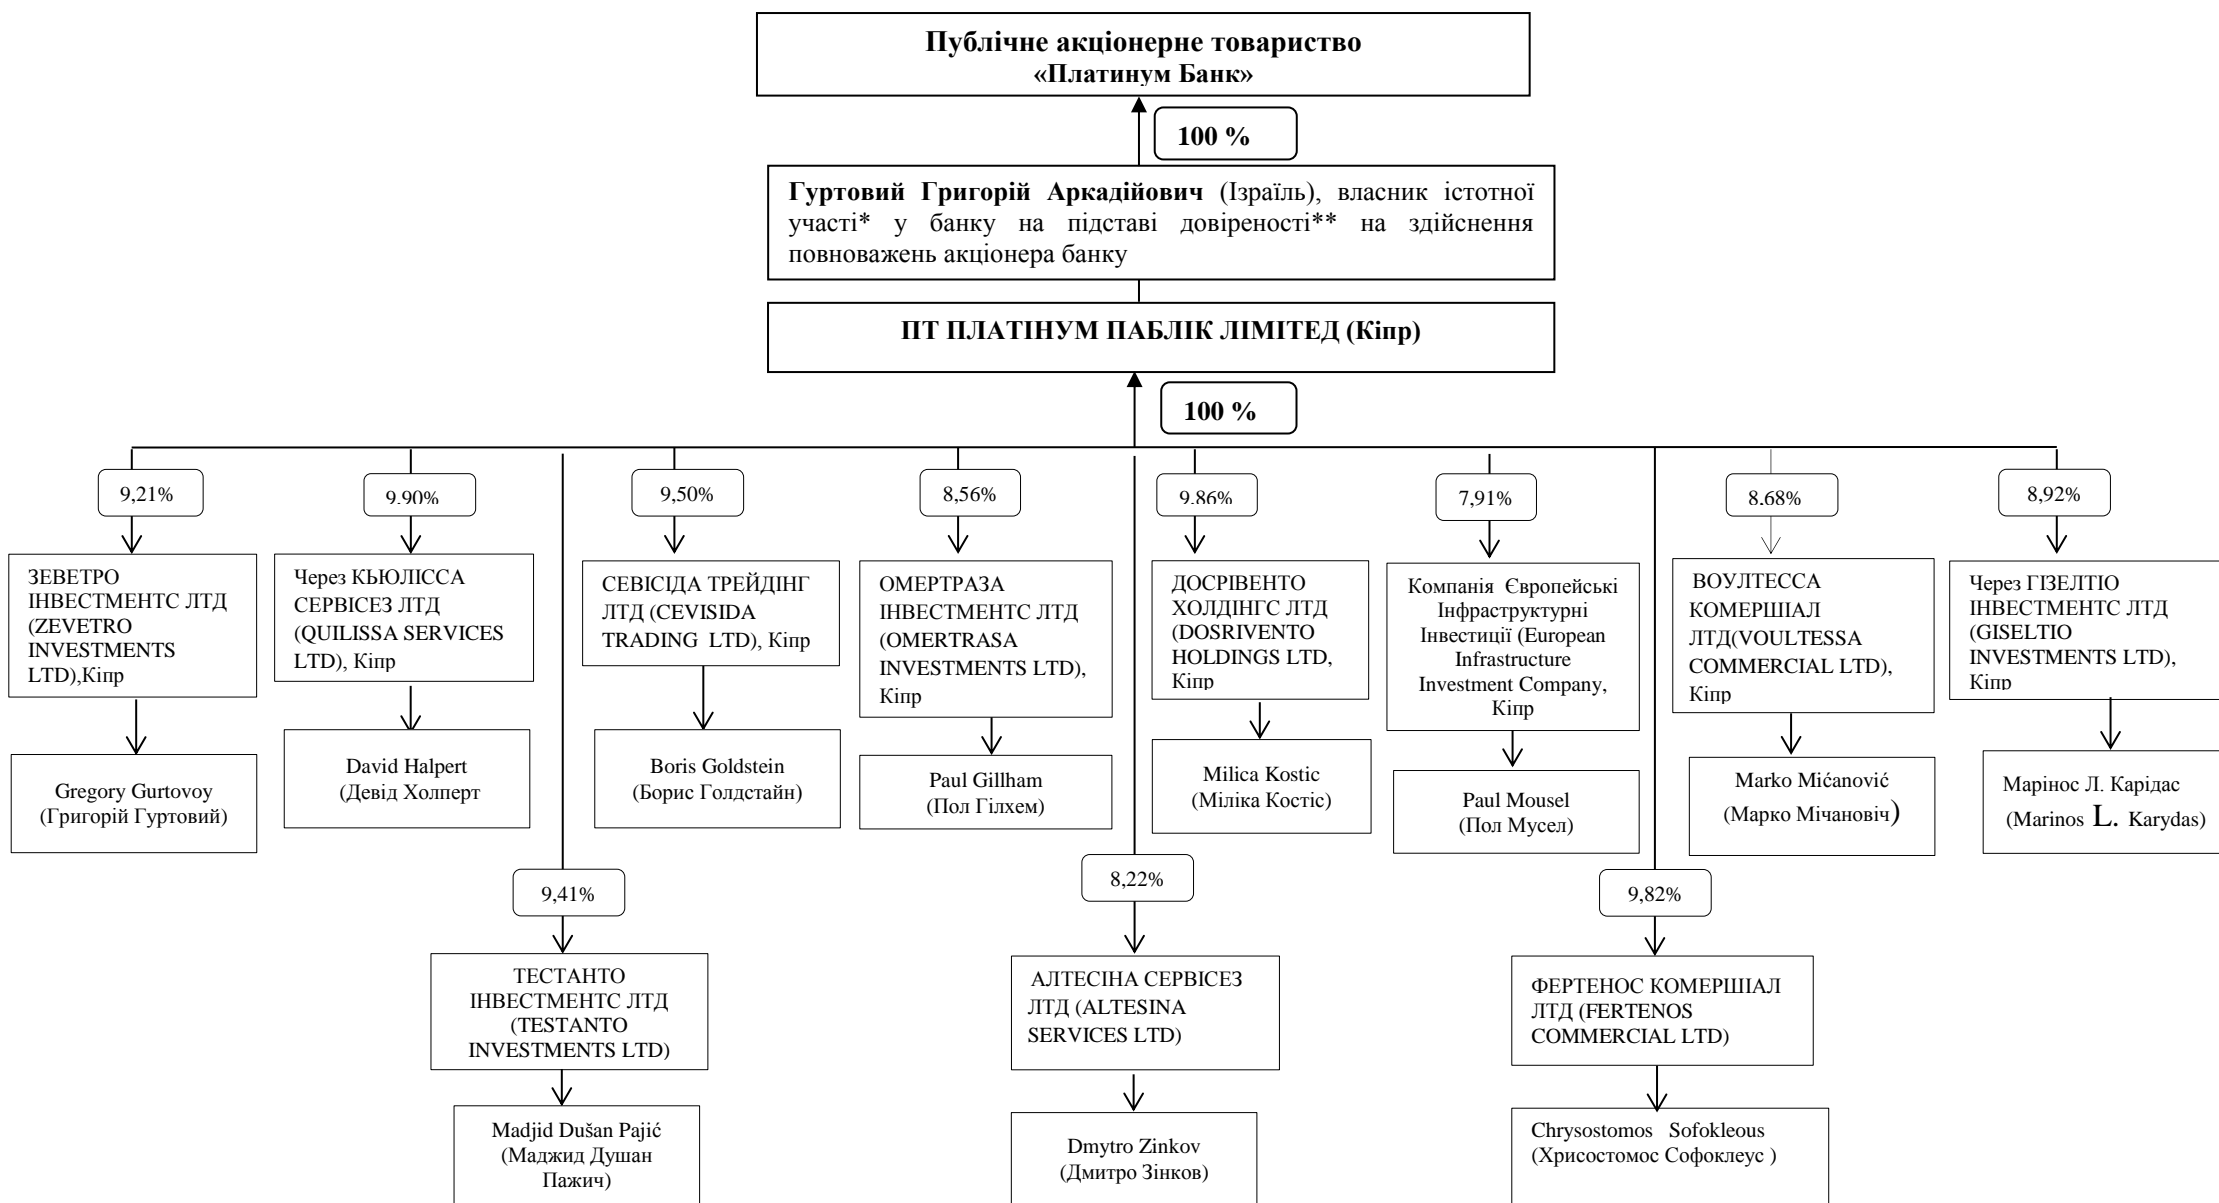 Публічне акціонерне товариство
«Платинум Банк»
100 %
Гуртовий Григорій Аркадійович (Ізраїль), власник істотної
участі* у банку на підставі довіреності** на здійснення
повноважень акціонера банку
ПТ ПЛАТІНУМ ПАБЛІК ЛІМІТЕД (Кіпр)
100 %
9,21%
9,90%
9,50%
8,56%
9,86%
7,91%
8,68%
8,92%
ЗЕВЕТРО
ІНВЕСТМЕНТС ЛТД
(ZEVETRO
INVESTMENTS
LTD),Кіпр
Через КЬЮЛІССА
СЕРВІСЕЗ ЛТД
(QUILISSA SERVICES
LTD), Кіпр
СЕВІСІДА ТРЕЙДІНГ
ЛТД (CEVISIDA
TRADING LTD), Кіпр
ОМЕРТРАЗА
ІНВЕСТМЕНТС ЛТД
(OMERTRASA
INVESTMENTS LTD),
Кіпр
ДОСРІВЕНТО
ХОЛДІНГС ЛТД
(DOSRIVENTO
HOLDINGS LTD,
Кіпр
Компанія Європейські
Інфраструктурні
Інвестиції (European
Infrastructure
Investment Company,
Кіпр
ВОУЛТЕССА
КОМЕРШІАЛ
ЛТД(VOULTESSA
COMMERCIAL LTD),
Кіпр
Через ГІЗЕЛТІО
ІНВЕСТМЕНТС ЛТД
(GISELTIO
INVESTMENTS LTD),
Кіпр
Gregory Gurtovoy
(Григорій Гуртовий)
David Halpert
(Девід Холперт
Boris Goldstein
(Борис Голдстайн)
Paul Gillham
(Пол Гілхем)
Milica Kostic
(Міліка Костіс)
Paul Mousel
(Пол Мусел)
Marko Mićanović
(Марко Мічановіч)
Марінос Л. Карідас
(Marinos L. Karydas)
9,41%
8,22%
9,82%
ТЕСТАНТО
ІНВЕСТМЕНТС ЛТД
(TESTANTO
INVESTMENTS LTD)
АЛТЕСІНА СЕРВІСЕЗ
ЛТД (ALTESINA
SERVICES LTD)
ФЕРТЕНОС КОМЕРШІАЛ
ЛТД (FERTENOS
COMMERCIAL LTD)
Madjid Dušan Pajić
(Маджид Душан
Пажич)
Dmytro Zinkov
(Дмитро Зінков)
Chrysostomos Sofokleous
(Хрисостомос Софоклеус )